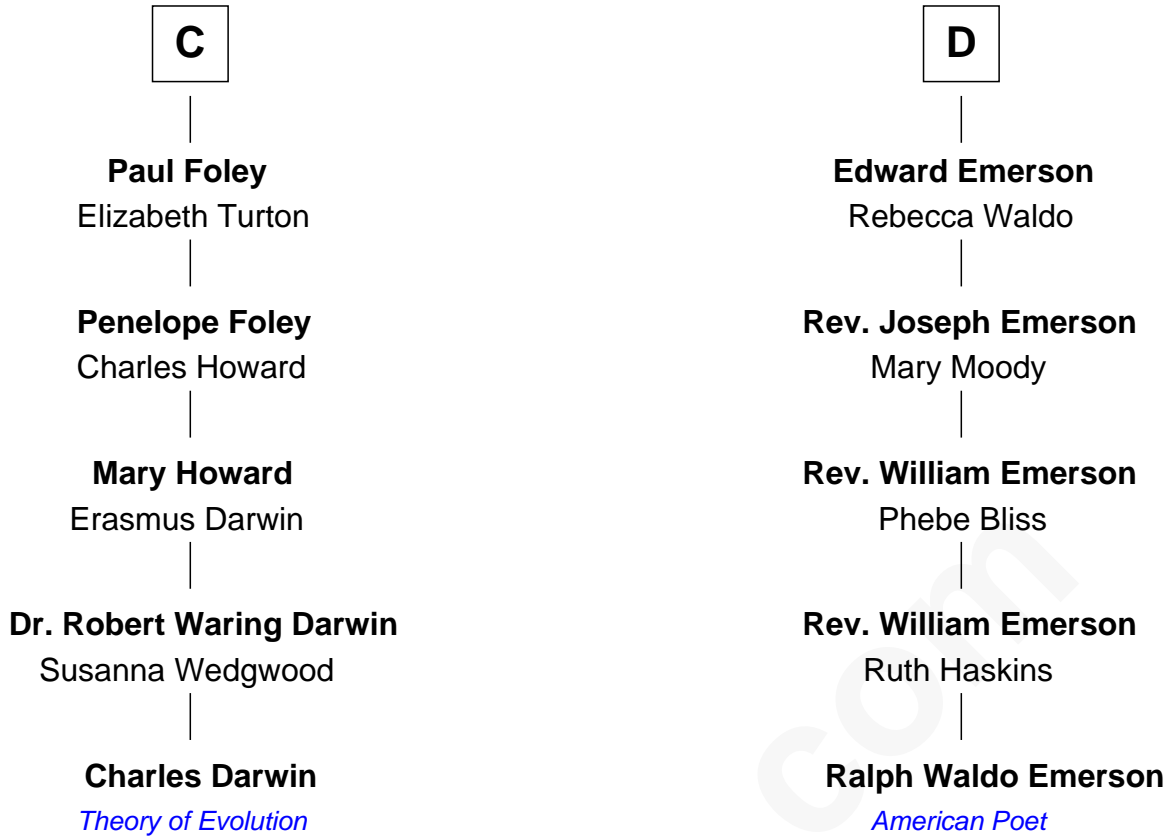 C
Paul Foley
Elizabeth Turton
Penelope Foley
Charles Howard
Mary Howard
Erasmus Darwin
Dr. Robert Waring Darwin
Susanna Wedgwood
Charles Darwin
Theory of Evolution
D
Edward Emerson
Rebecca Waldo
Rev. Joseph Emerson
Mary Moody
Rev. William Emerson
Phebe Bliss
Rev. William Emerson
Ruth Haskins
Ralph Waldo Emerson
American Poet
com